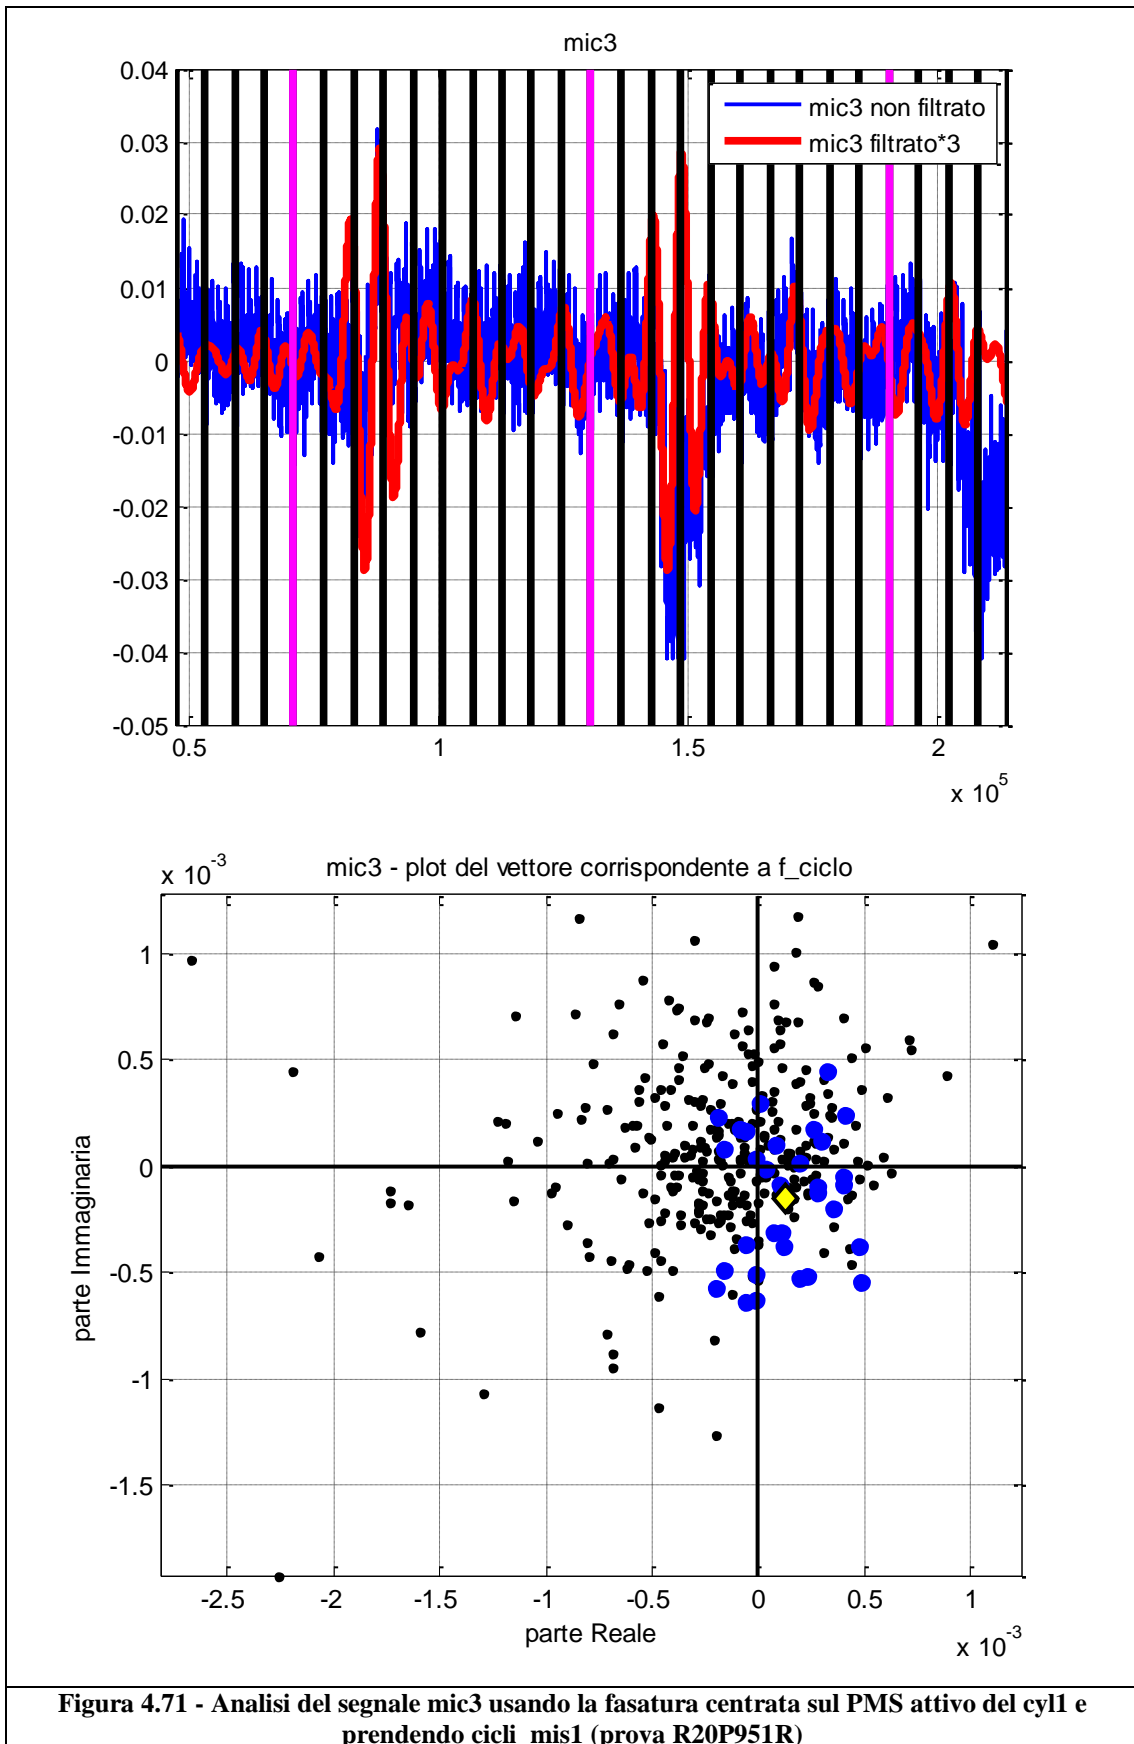 mic3
0.04
0.03
0.02
0.01
0
-0.01
-0.02
-0.03
-0.04
-0.05
mic3 non filtrato
mic3 filtrato*3
0.5
1
1.5
2
x 10^5
x 10^-3
mic3 - plot del vettore corrispondente a f_ciclo
1
0.5
0
-0.5
-1
-1.5
parte Immaginaria
-2.5
-2
-1.5
-1
-0.5
0
0.5
1
parte Reale
x 10^-3
Figura 4.71 - Analisi del segnale mic3 usando la fasatura centrata sul PMS attivo del cyl1 e
prendendo cicli_mis1 (prova R20P951R)